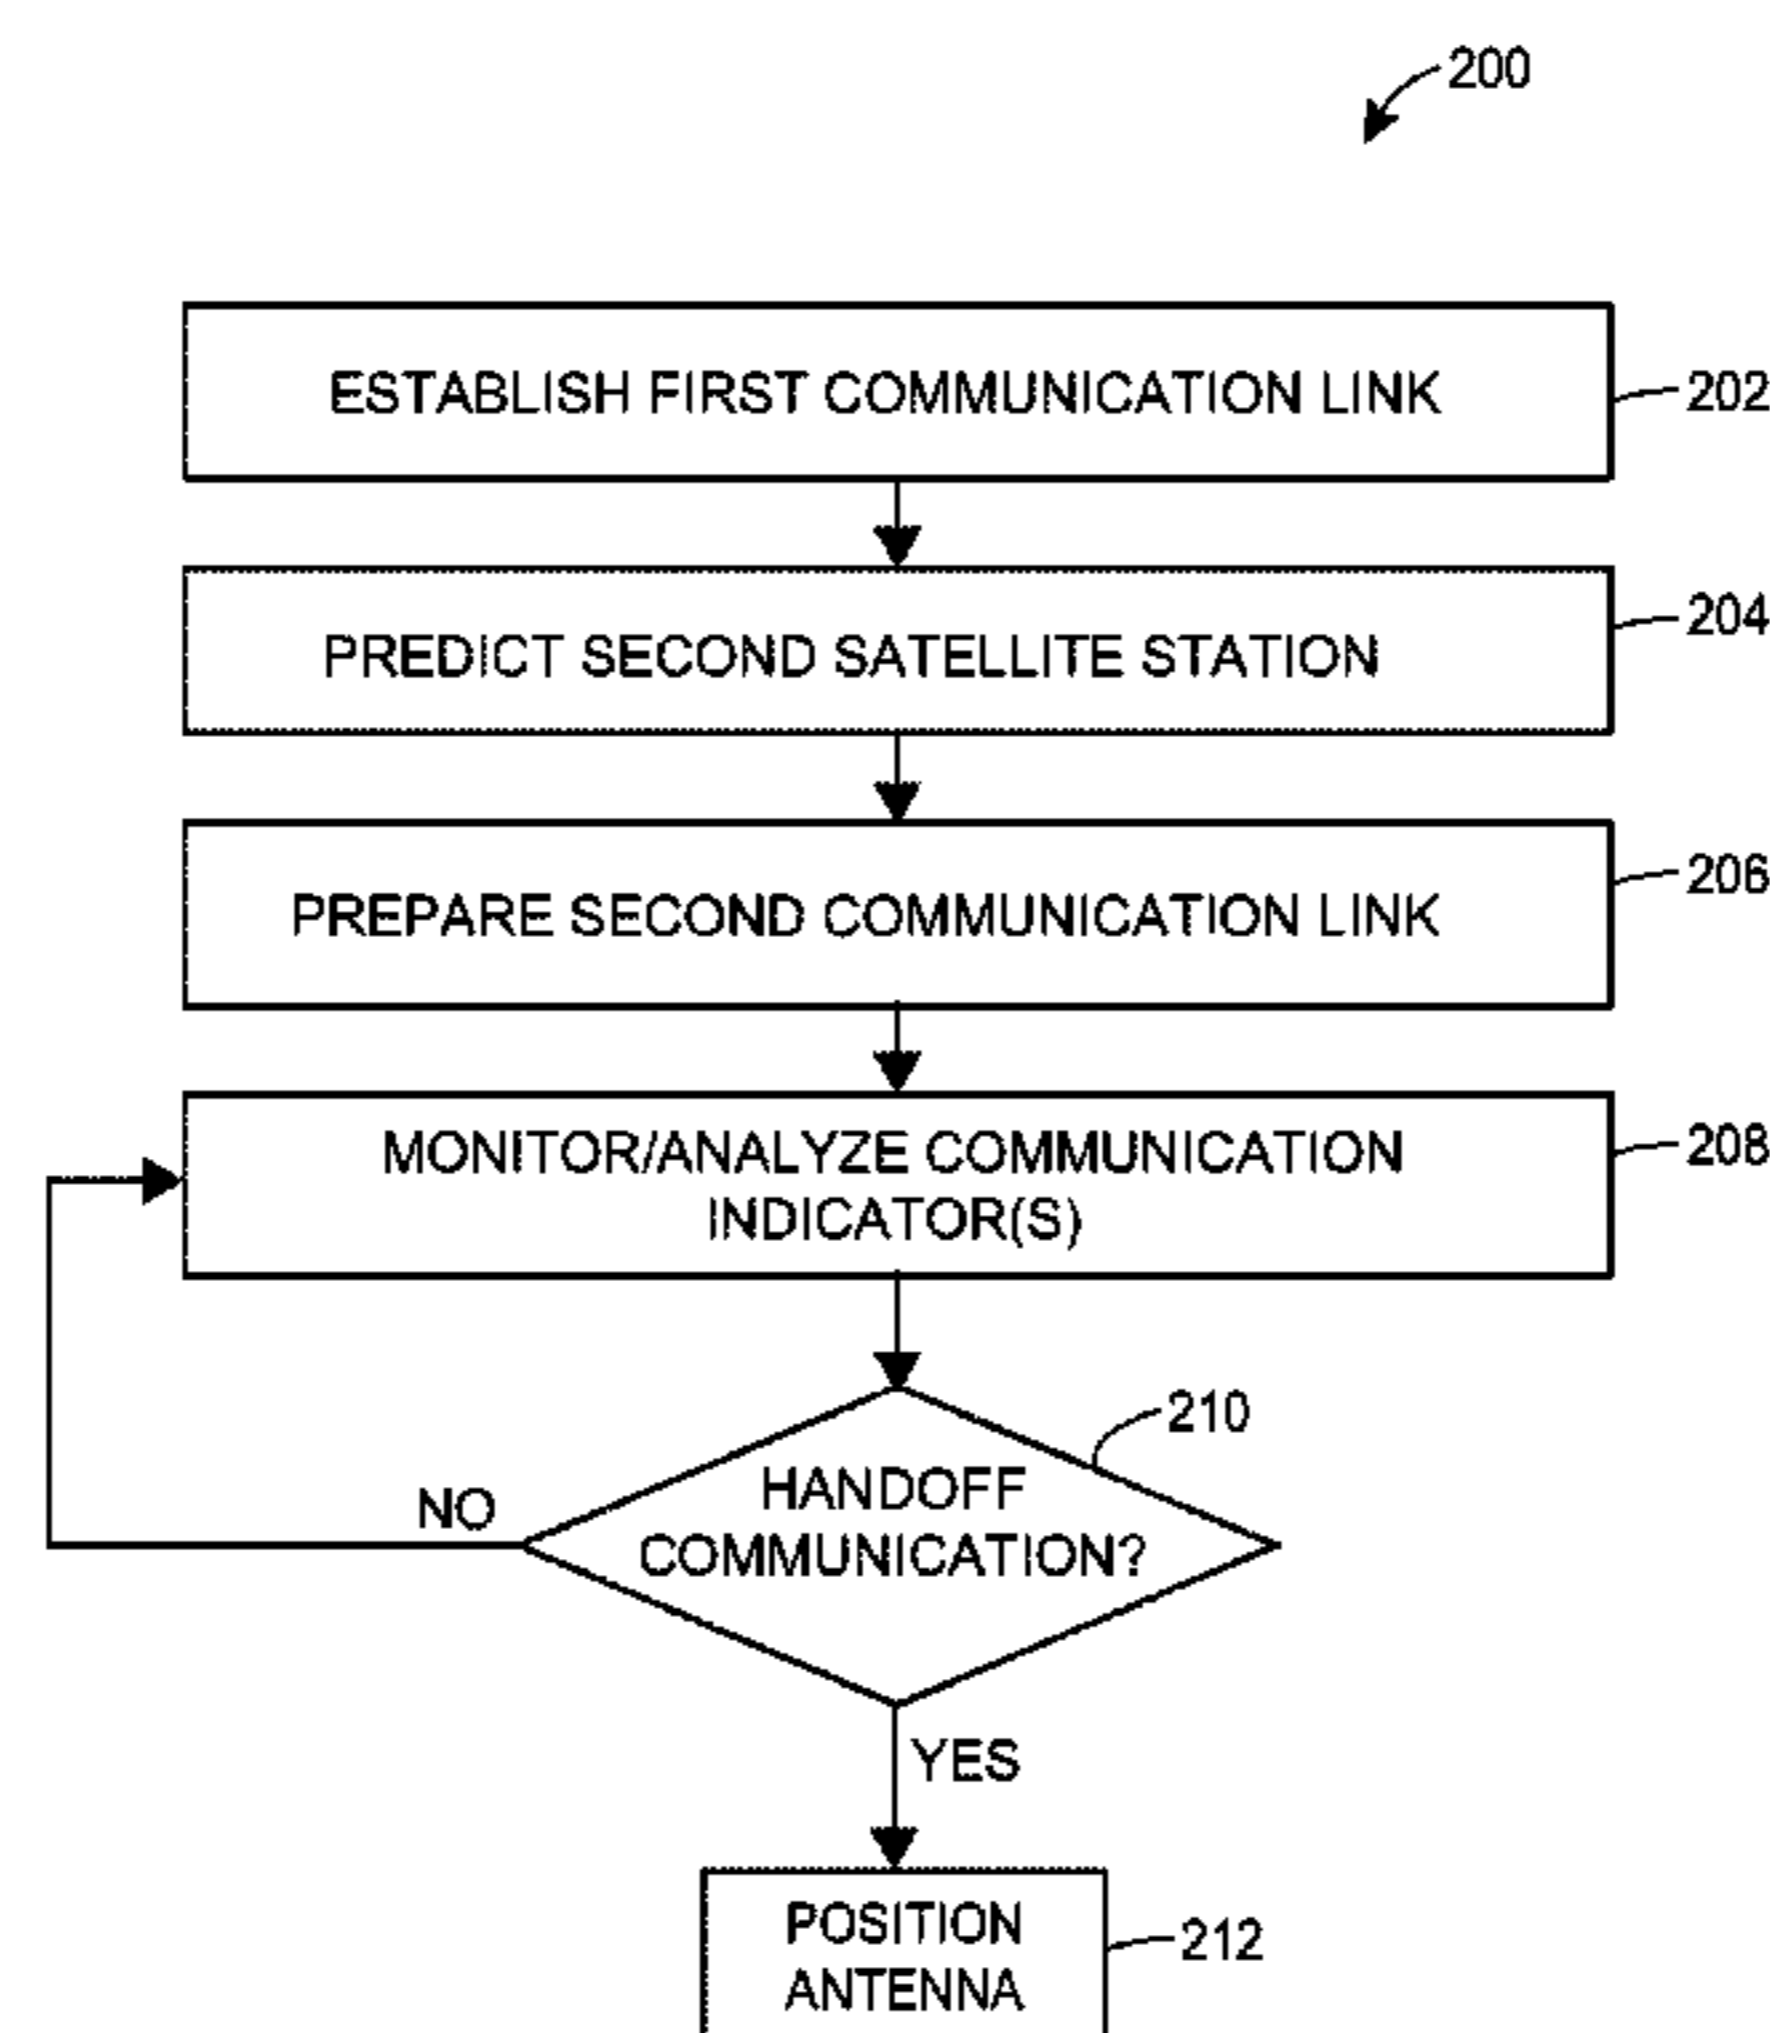 200
ESTABLISH FIRST COMMUNICATION LINK
202
PREDICT SECOND SATELLITE STATION
204
PREPARE SECOND COMMUNICATION LINK
206
MONITOR/ANALYZE COMMUNICATION
INDICATOR(S)
208
210
HANDOFF
COMMUNICATION?
NO
YES
POSITION
ANTENNA
212